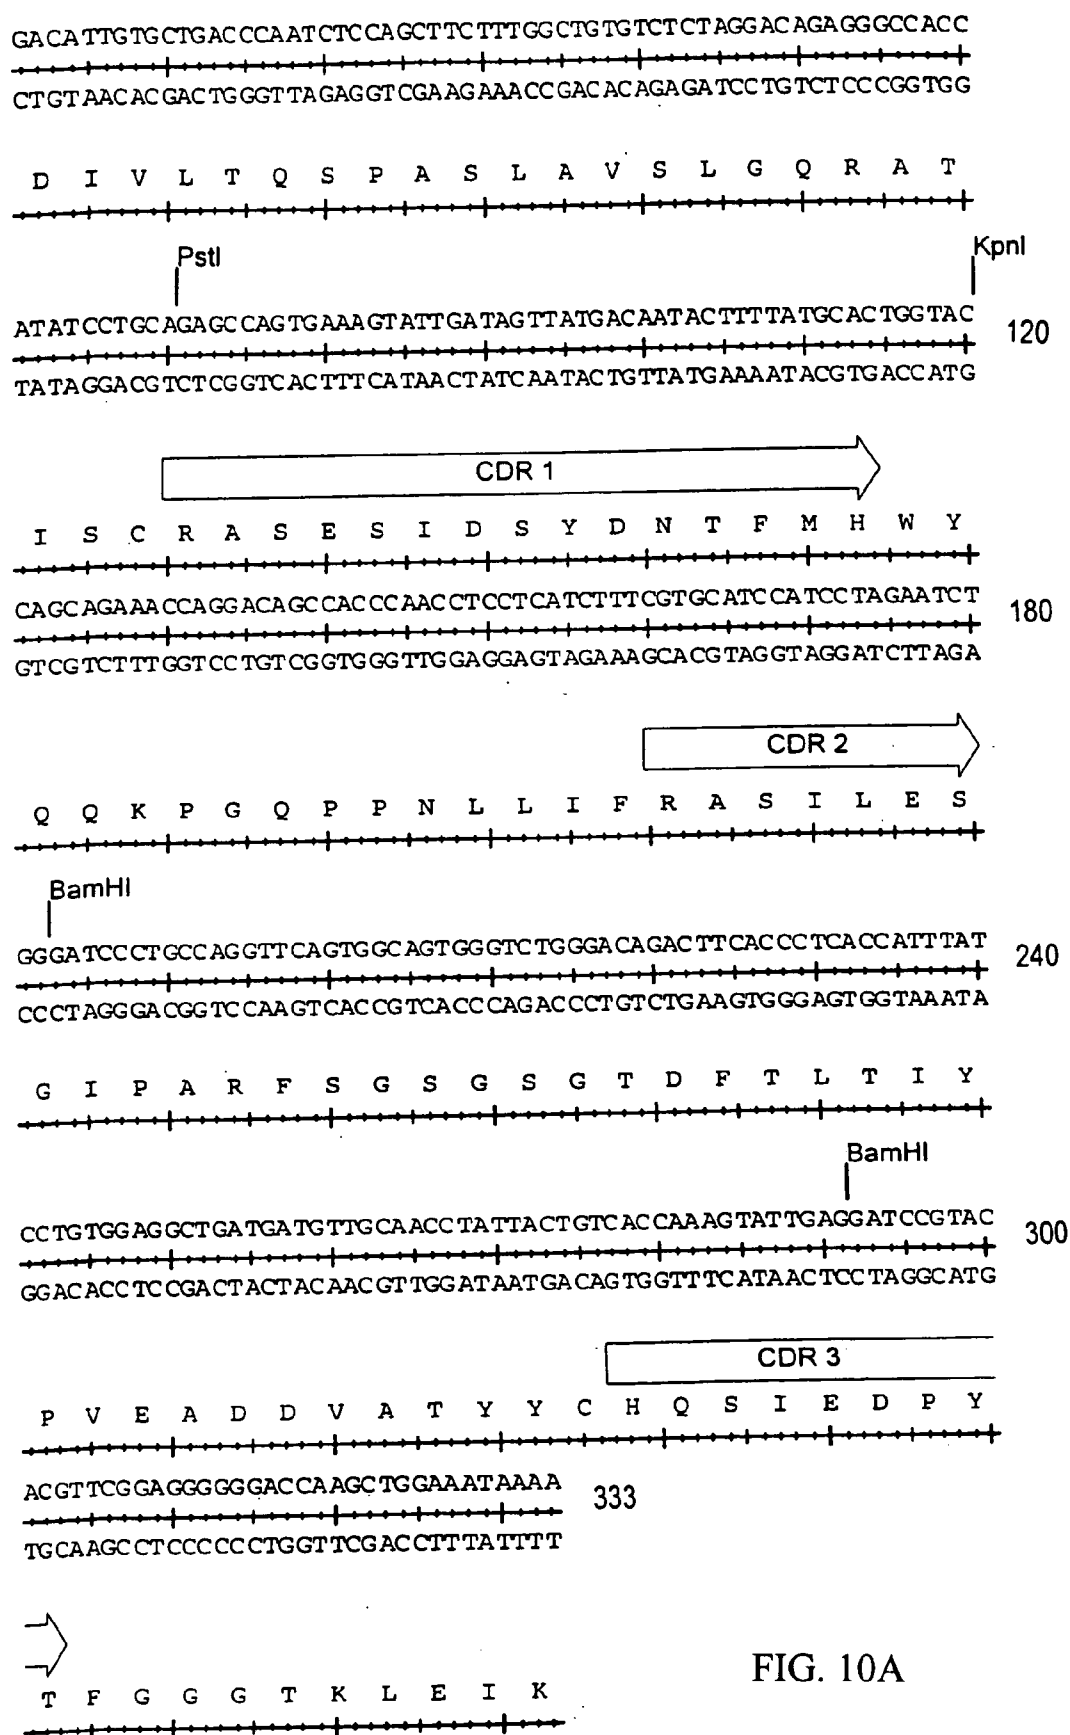 GACATTGTGCTGACCCAATCTCCAGCTTCTTTGGCTGTGTCTCTAGGACAGAGGGCCACC
CTGTAACACGACTGGGTTAGAGGTCGAAGAAACCGACACAGAGATCCTGTCTCCCGGTGG
D I V L T Q S P A S L A V S L G Q R A T
PstI
KpnI
ATATCCTGCAGAGCCAGTGAAAGTATTGATAGTTATGACAATACTTTTATGCACTGGTAC 120
TATAGGACGTCTCGGTCACTTTCATAACTATCAATACTGTTATGAAAATACGTGACCATG
CDR 1
I S C R A S E S I D S Y D N T F M H W Y
CAGCAGAAACCAGGACAGCCACCCAACCTCCTCATCTTTCGTGCATCCATCCTAGAATCT 180
GTCGTCTTTGGTCCTGTCGGTGGGTTGGAGGAGTAGAAAGCACGTAGGTAGGATCTTAGA
CDR 2
Q Q K P G Q P P N L L I F R A S I L E S
BamHI
GGGATCCCTGCCAGGTTCAGTGGCAGTGGGTCTGGGACAGACTTCACCCTCACCATTTAT 240
CCCTAGGGACGGTCCAAGTCACCGTCACCCAGACCCTGTCTGAAGTGGGAGTGGTAAATA
G I P A R F S G S G S G T D F T L T I Y
BamHI
CCTGTGGAGGCTGATGATGTTGCAACCTATTACTGTCACCAAAGTATTGAGGATCCGTAC 300
GGACACCTCCGACTACTACAACGTTGGATAATGACAGTGGTTTCATAACTCCTAGGCATG
CDR 3
P V E A D D V A T Y Y C H Q S I E D P Y
ACGTTCGGAGGGGGGACCAAGCTGGAAATAAAA 333
TGCAAGCCTCCCCCCTGGTTCGACCTTTATTTT
T F G G G T K L E I K
FIG. 10A